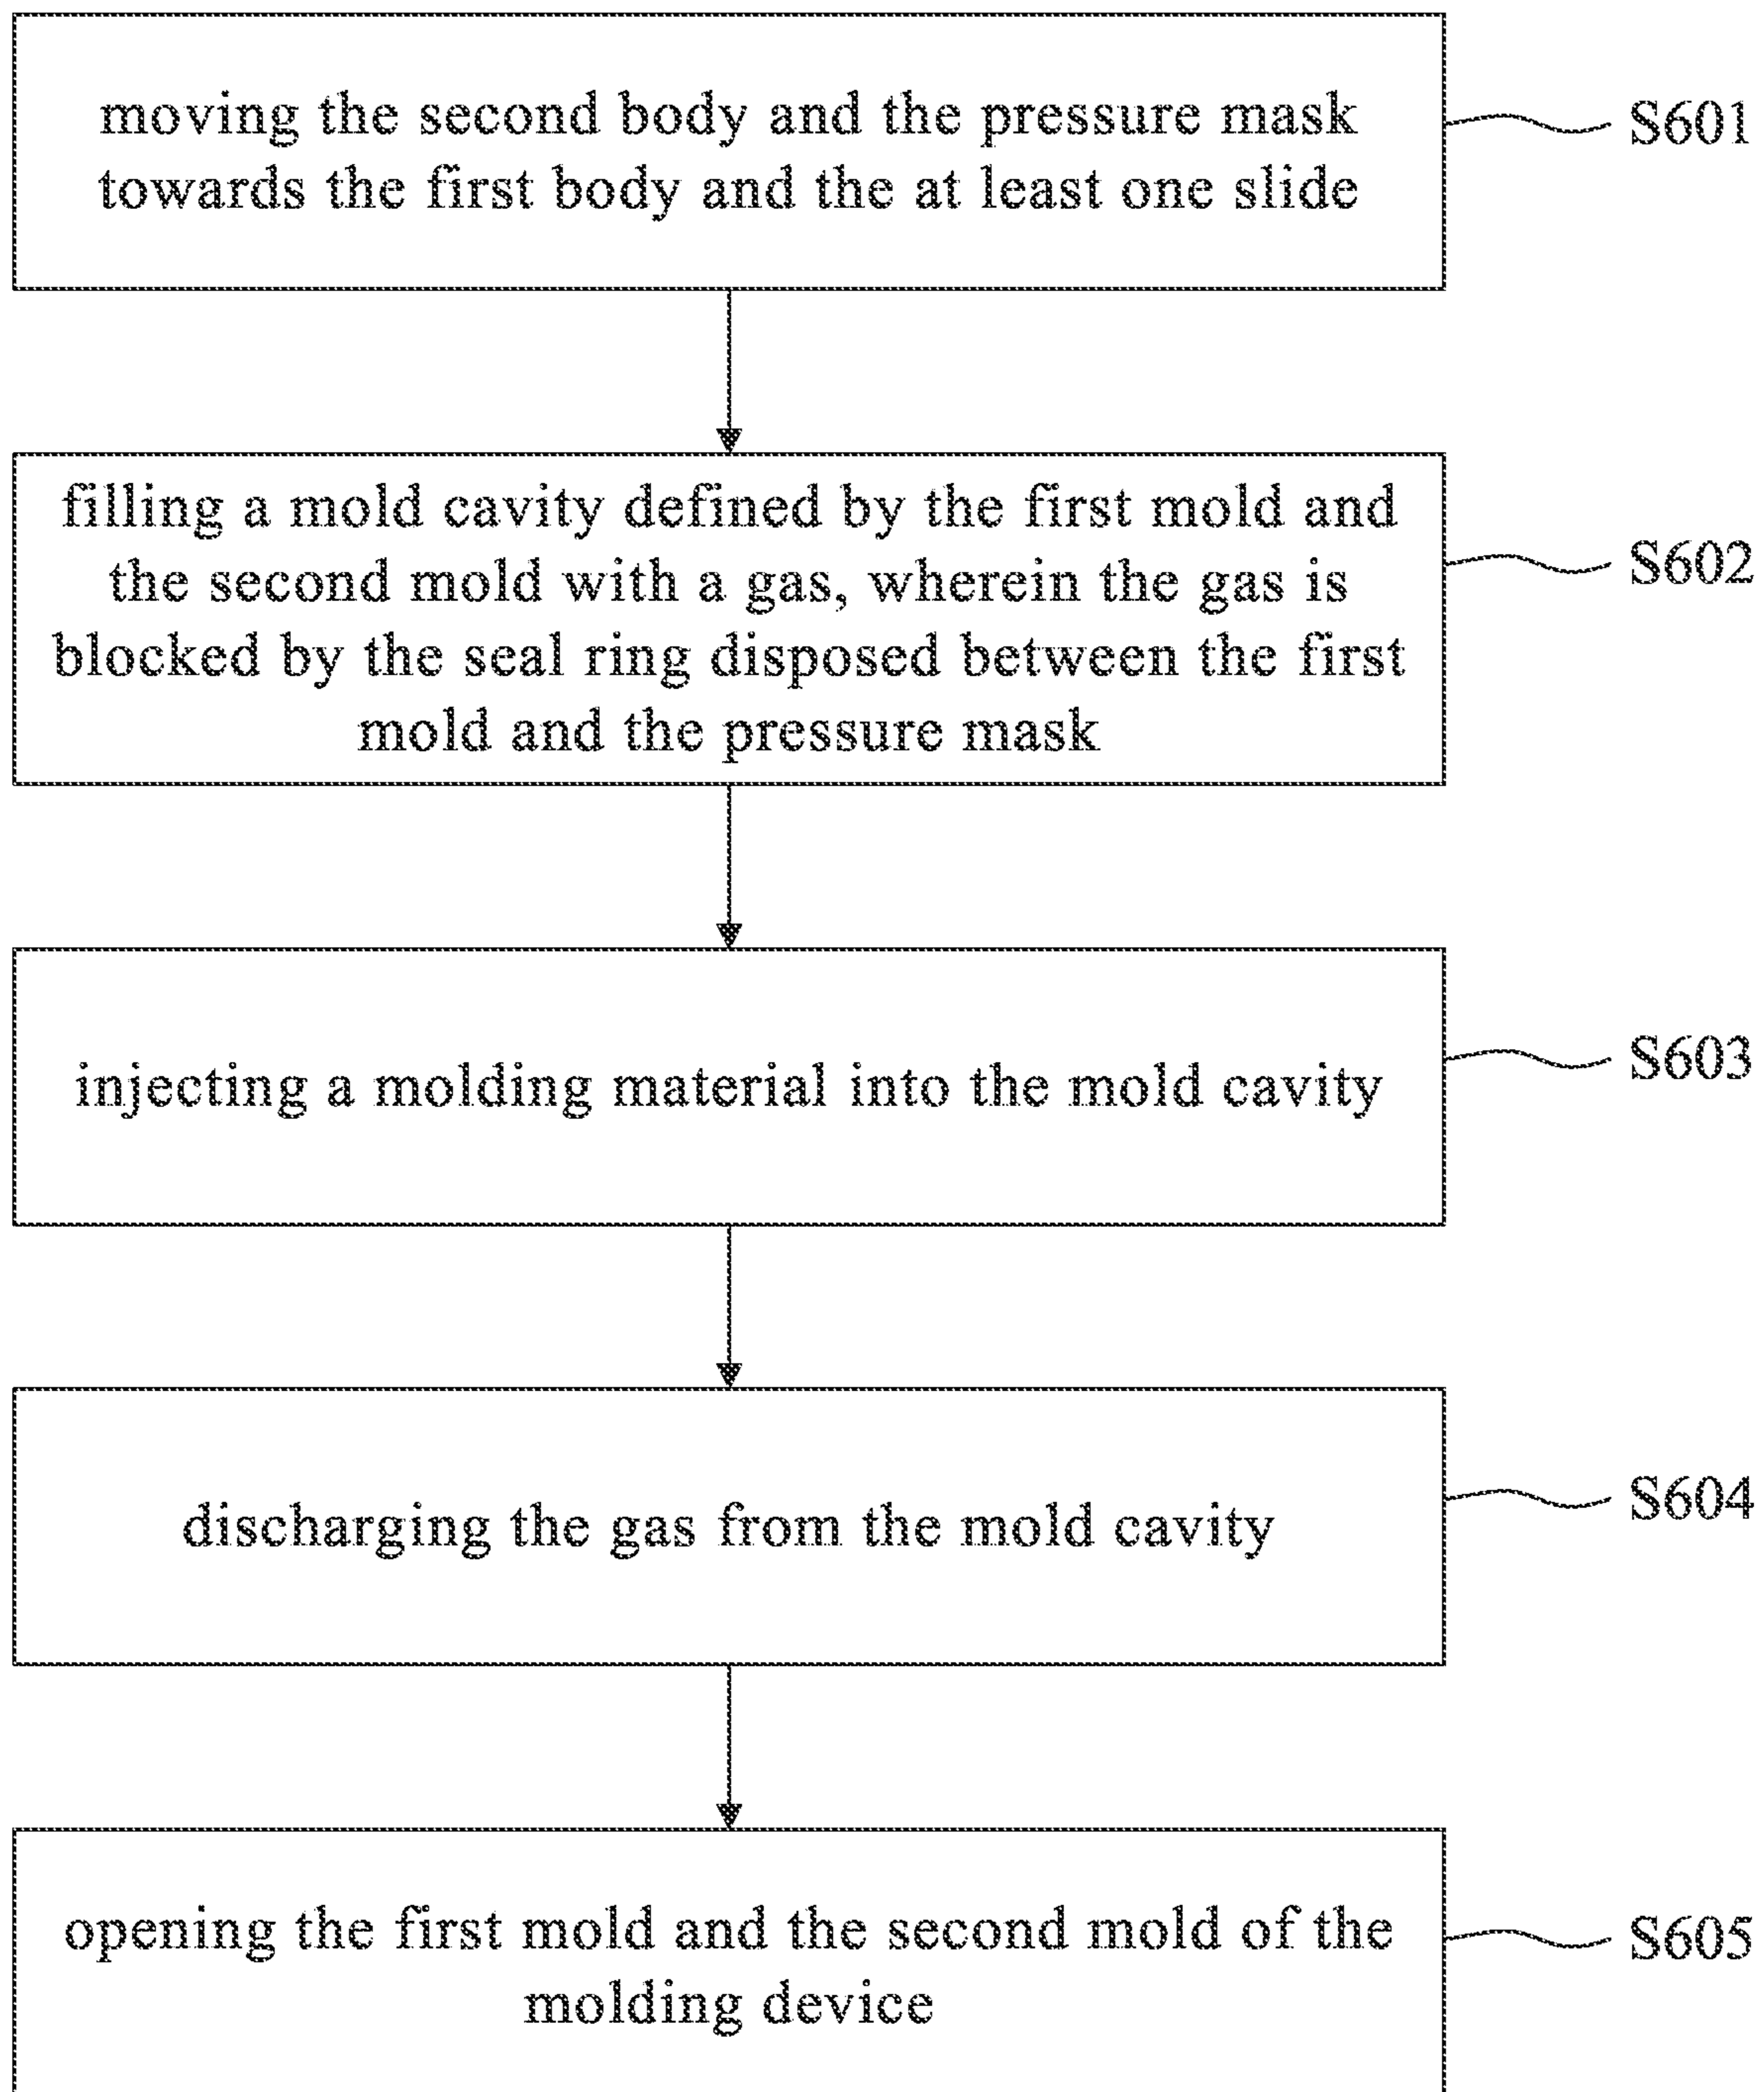 moving the second body and the pressure mask
towards the first body and the at least one slide
S601
filling a mold cavity defined by the first mold and
the second mold with a gas, wherein the gas is
blocked by the seal ring disposed between the first
mold and the pressure mask
S602
injecting a molding material into the mold cavity
S603
discharging the gas from the mold cavity
S604
opening the first mold and the second mold of the
molding device
S605